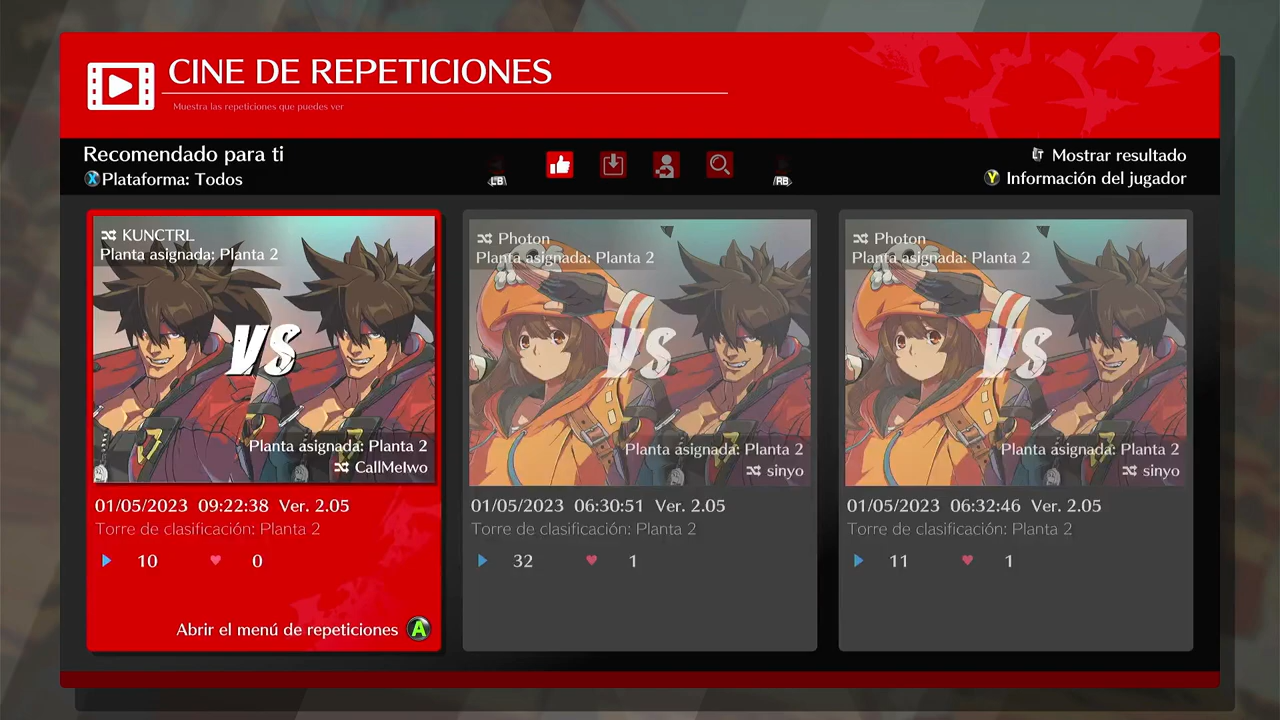 CINE DE REPETICIONES
Muestra las repeticiones que puedes ver
Recomendado para ti
X Plataforma: Todos
LB
RB
LT Mostrar resultado
Y Información del jugador
KUNCTRL
Planta asignada: Planta 2
VS
Planta asignada: Planta 2
CallMeIwo
01/05/2023 09:22:38 Ver. 2.05
Torre de clasificación: Planta 2
10 0
Abrir el menú de repeticiones A
Photon
Planta asignada: Planta 2
VS
Planta asignada: Planta 2
sinyo
01/05/2023 06:30:51 Ver. 2.05
Torre de clasificación: Planta 2
32 1
Photon
Planta asignada: Planta 2
VS
Planta asignada: Planta 2
sinyo
01/05/2023 06:32:46 Ver. 2.05
Torre de clasificación: Planta 2
11 1